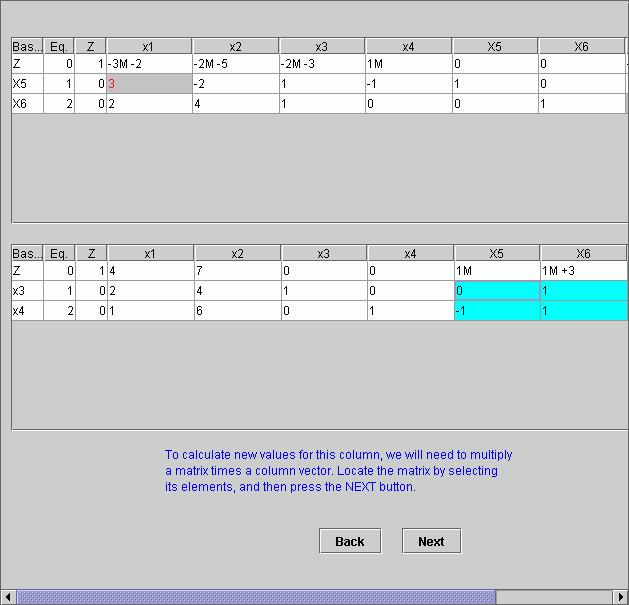 Bas... Eq. Z x1 x2 x3 x4 X5 X6
Z 0 1 -3M -2 -2M -5 -2M -3 1M 0 0
X5 1 0 3 -2 1 -1 1 0
X6 2 0 2 4 1 0 0 1
Bas... Eq. Z x1 x2 x3 x4 X5 X6
Z 0 1 4 7 0 0 1M 1M +3
x3 1 0 2 4 1 0 0 1
x4 2 0 1 6 0 1 -1 1
To calculate new values for this column, we will need to multiply
a matrix times a column vector. Locate the matrix by selecting
its elements, and then press the NEXT button.
Back Next